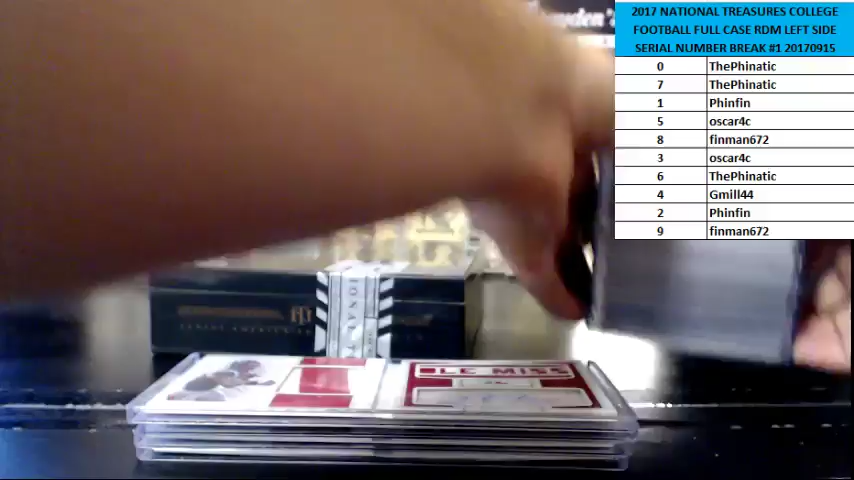 2017 NATIONAL TREASURES COLLEGE
FOOTBALL FULL CASE RDM LEFT SIDE
SERIAL NUMBER BREAK #1 20170915
0 ThePhinatic
7 ThePhinatic
1 Phinfin
5 oscar4c
8 finman672
3 oscar4c
6 ThePhinatic
4 Gmill44
2 Phinfin
9 finman672
LE MISS